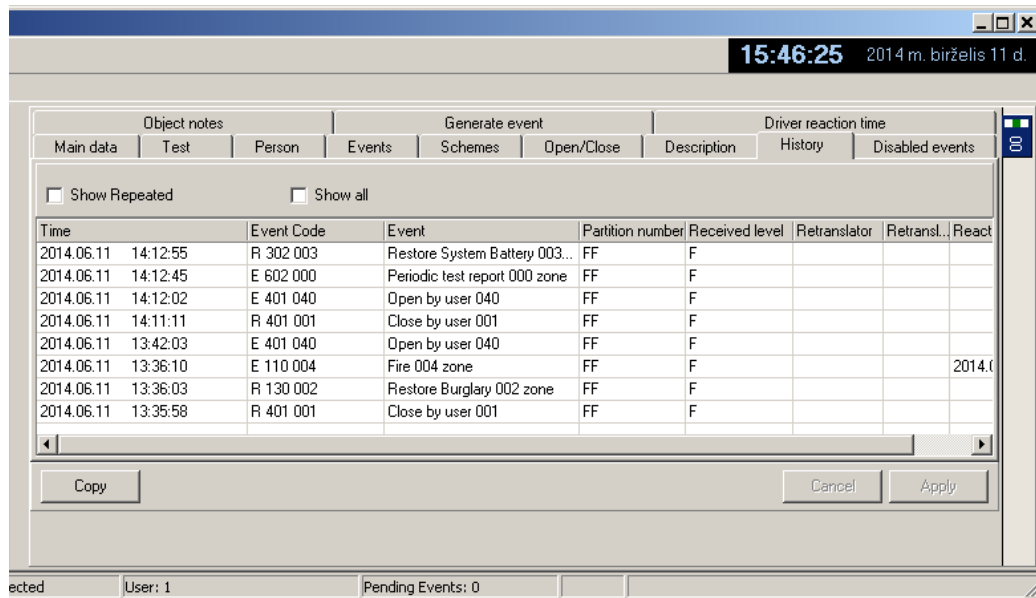 15:46:25 2014 m. birželis 11 d.
Object notes Generate event Driver reaction time
Main data Test Person Events Schemes Open/Close Description History Disabled events
Show Repeated Show all
Time Event Code Event Partition number Received level Retranslator Retransl... React
2014.06.11 14:12:55 R 302 003 Restore System Battery 003... FF F
2014.06.11 14:12:45 E 602 000 Periodic test report 000 zone FF F
2014.06.11 14:12:02 E 401 040 Open by user 040 FF F
2014.06.11 14:11:11 R 401 001 Close by user 001 FF F
2014.06.11 13:42:03 E 401 040 Open by user 040 FF F
2014.06.11 13:36:10 E 110 004 Fire 004 zone FF F 2014.0
2014.06.11 13:36:03 R 130 002 Restore Burglary 002 zone FF F
2014.06.11 13:35:58 R 401 001 Close by user 001 FF F
Copy Cancel Apply
ected User: 1 Pending Events: 0